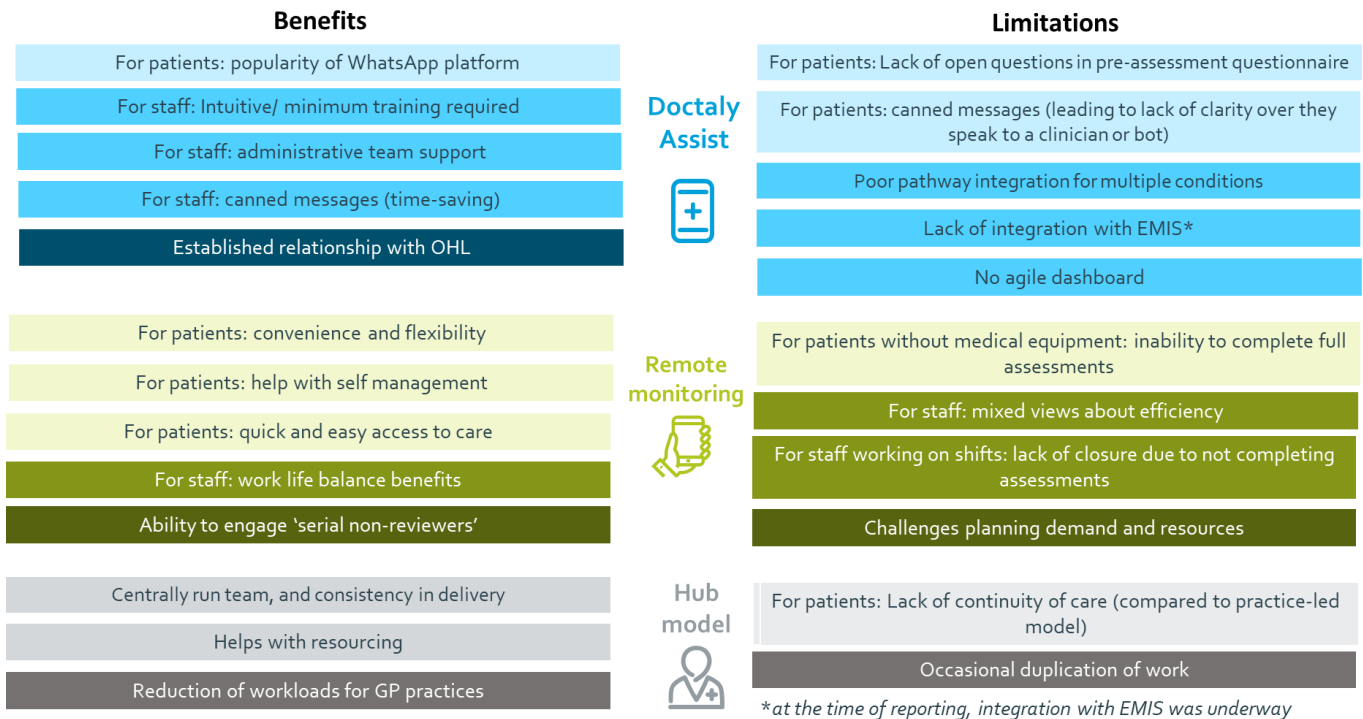 Benefits
Limitations
For patients: popularity of WhatsApp platform
For staff: Intuitive/ minimum training required
For staff: administrative team support
For staff: canned messages (time-saving)
Established relationship with OHL
Doctaly
Assist
For patients: Lack of open questions in pre-assessment questionnaire
For patients: canned messages (leading to lack of clarity over they
speak to a clinician or bot)
Poor pathway integration for multiple conditions
Lack of integration with EMIS*
No agile dashboard
For patients: convenience and flexibility
For patients: help with self management
For patients: quick and easy access to care
For staff: work life balance benefits
Ability to engage ‘serial non-reviewers’
Remote
monitoring
For patients without medical equipment: inability to complete full
assessments
For staff: mixed views about efficiency
For staff working on shifts: lack of closure due to not completing
assessments
Challenges planning demand and resources
Centrally run team, and consistency in delivery
Helps with resourcing
Reduction of workloads for GP practices
Hub
model
For patients: Lack of continuity of care (compared to practice-led
model)
Occasional duplication of work
*at the time of reporting, integration with EMIS was underway